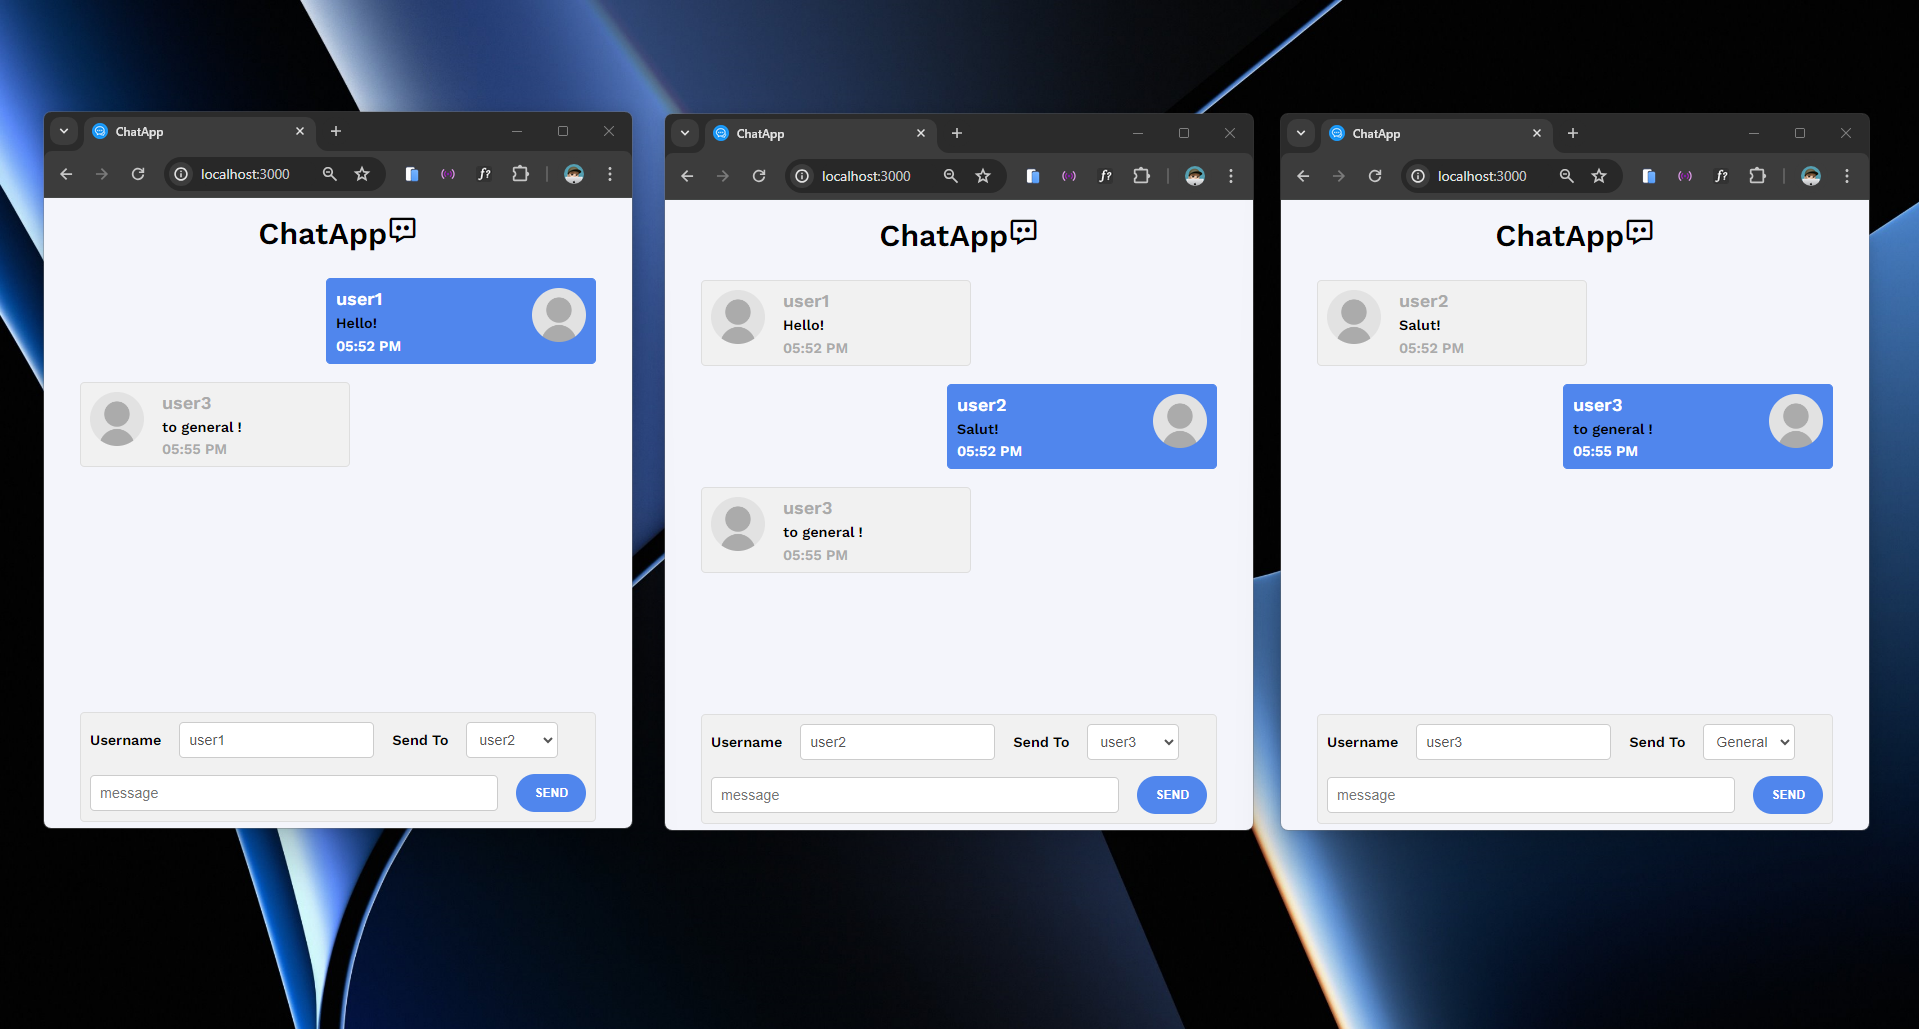 ChatApp
localhost:3000
ChatApp
user1
Hello!
05:52 PM
user3
to general !
05:55 PM
Username
user1
Send To
user2
message
SEND
ChatApp
localhost:3000
f?
ChatApp
user1
Hello!
05:52 PM
user2
Salut!
05:52 PM
user3
to general !
05:55 PM
Username
user2
Send To
user3
message
SEND
ChatApp
localhost:3000
f?
ChatApp
user2
Salut!
05:52 PM
user3
to general !
05:55 PM
Username
user3
Send To
General
message
SEND